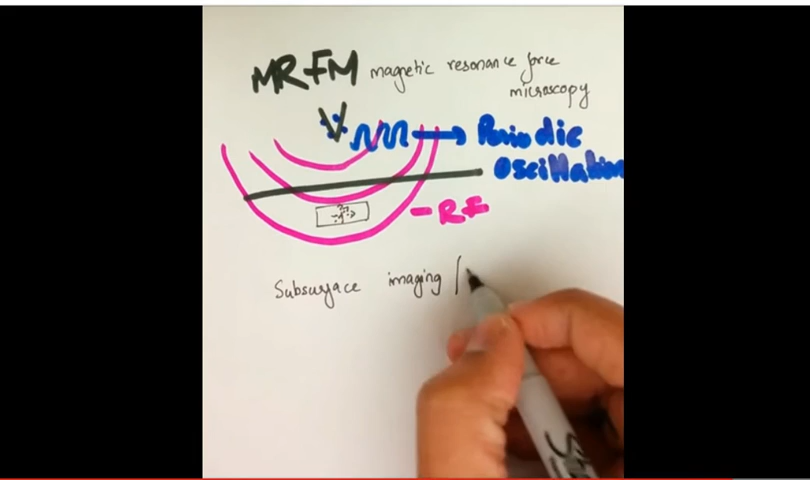 MRFM magnetic resonance force
microscopy
Periodic
Oscillation
- RF
Subsurface imaging